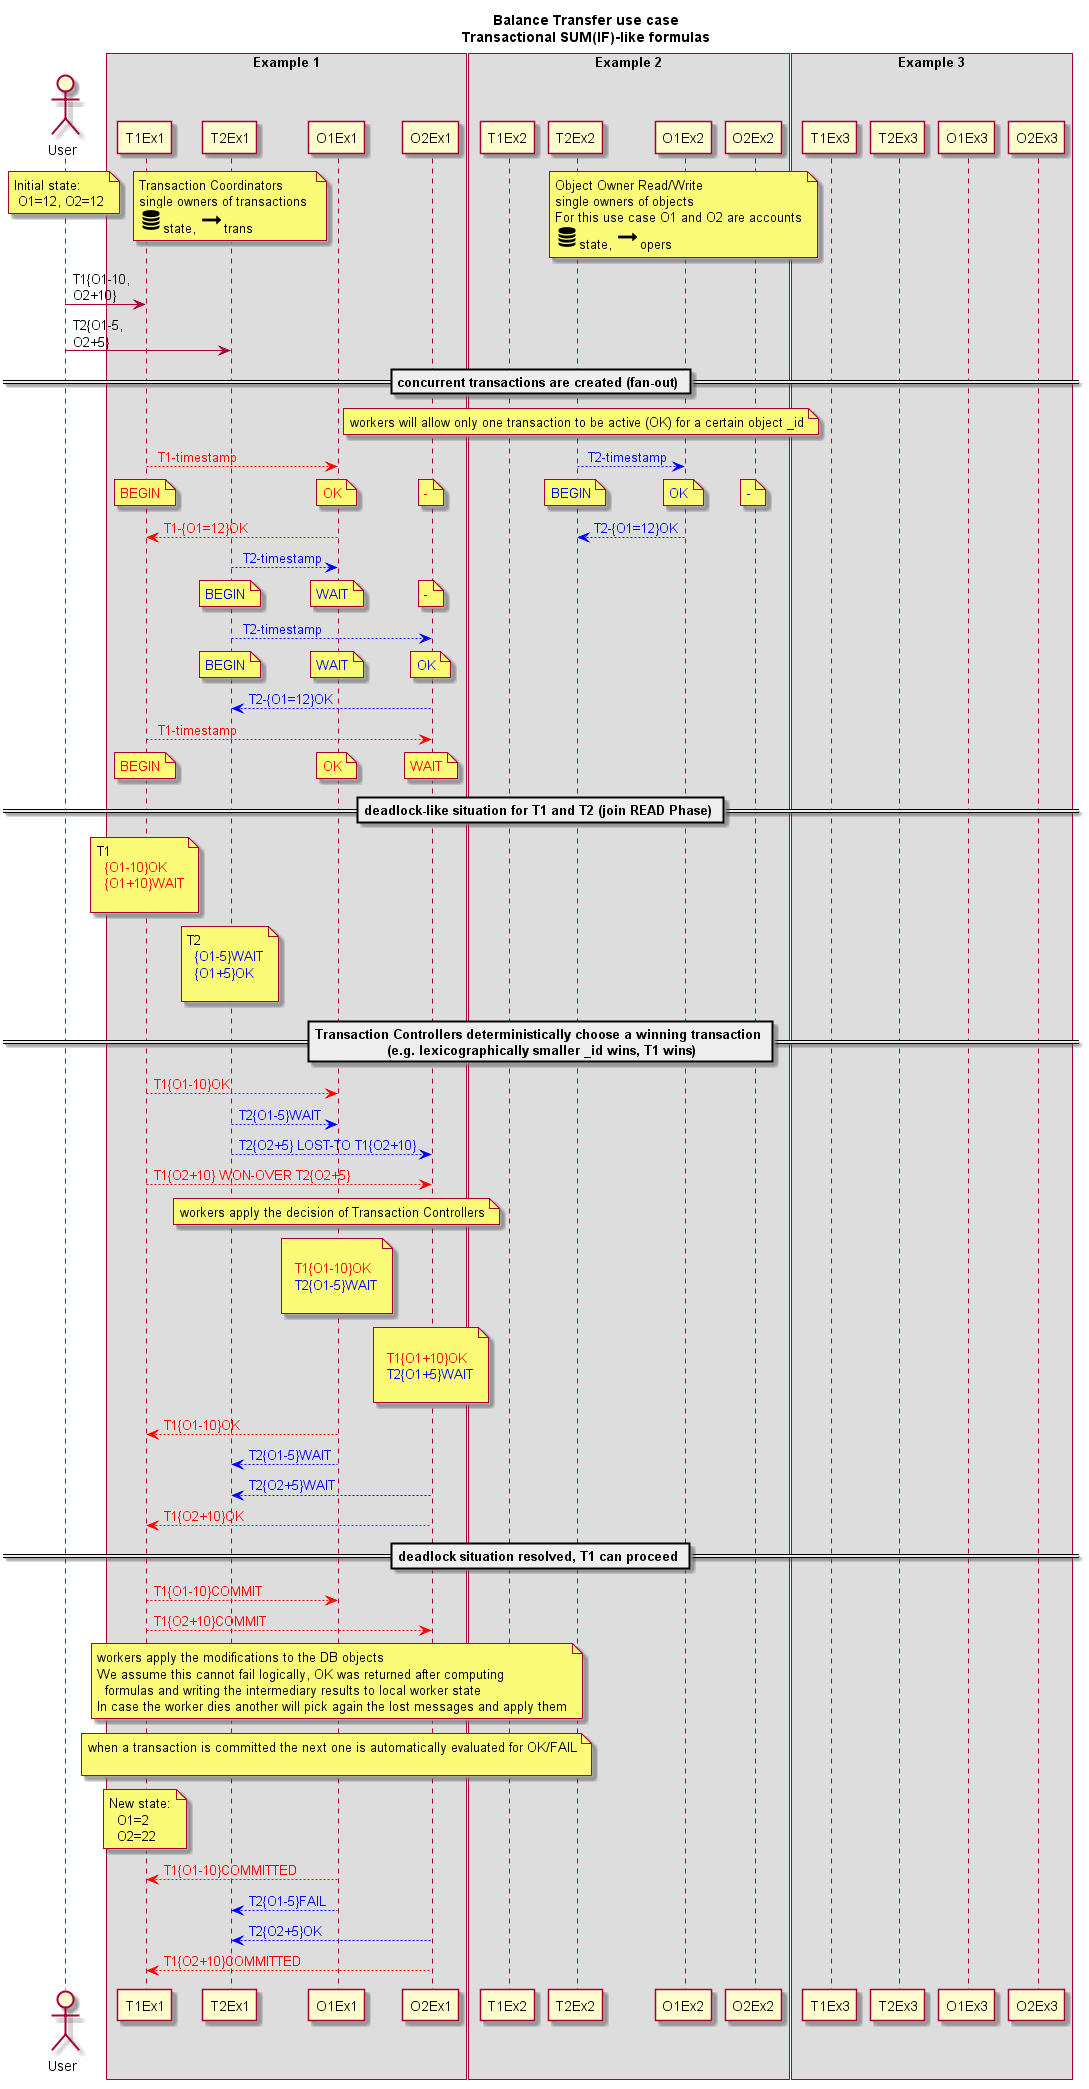 Balance Transfer use case
Transactional SUM(IF)-like formulas
Example 1
Example 2
Example 3
User
T1Ex1
T2Ex1
O1Ex1
O2Ex1
T1Ex2
T2Ex2
O1Ex2
O2Ex2
T1Ex3
T2Ex3
O1Ex3
O2Ex3
Initial state:
O1=12, O2=12
Transaction Coordinators
single owners of transactions
state, trans
Object Owner Read/Write
single owners of objects
For this use case O1 and O2 are accounts
state, opers
T1{O1-10,
O2+10}
T2{O1-5,
O2+5}
concurrent transactions are created (fan-out)
workers will allow only one transaction to be active (OK) for a certain object _id
T1-timestamp
T2-timestamp
BEGIN
OK
-
BEGIN
OK
-
T1-{O1=12}OK
T2-{O1=12}OK
T2-timestamp
BEGIN
WAIT
-
T2-timestamp
BEGIN
WAIT
OK
T2-{O1=12}OK
T1-timestamp
BEGIN
OK
WAIT
deadlock-like situation for T1 and T2 (join READ Phase)
T1
{O1-10}OK
{O1+10}WAIT
T2
{O1-5}WAIT
{O1+5}OK
Transaction Controllers deterministically choose a winning transaction
(e.g. lexicographically smaller _id wins, T1 wins)
T1{O1-10}OK
T2{O1-5}WAIT
T2{O2+5} LOST-TO T1{O2+10}
T1{O2+10} WON-OVER T2{O2+5}
workers apply the decision of Transaction Controllers
T1{O1-10}OK
T2{O1-5}WAIT
T1{O1+10}OK
T2{O1+5}WAIT
T1{O1-10}OK
T2{O1-5}WAIT
T2{O2+5}WAIT
T1{O2+10}OK
deadlock situation resolved, T1 can proceed
T1{O1-10}COMMIT
T1{O2+10}COMMIT
workers apply the modifications to the DB objects
We assume this cannot fail logically, OK was returned after computing
formulas and writing the intermediary results to local worker state
In case the worker dies another will pick again the lost messages and apply them
when a transaction is committed the next one is automatically evaluated for OK/FAIL
New state:
O1=2
O2=22
T1{O1-10}COMMITTED
T2{O1-5}FAIL
T2{O2+5}OK
T1{O2+10}COMMITTED
User
T1Ex1
T2Ex1
O1Ex1
O2Ex1
T1Ex2
T2Ex2
O1Ex2
O2Ex2
T1Ex3
T2Ex3
O1Ex3
O2Ex3